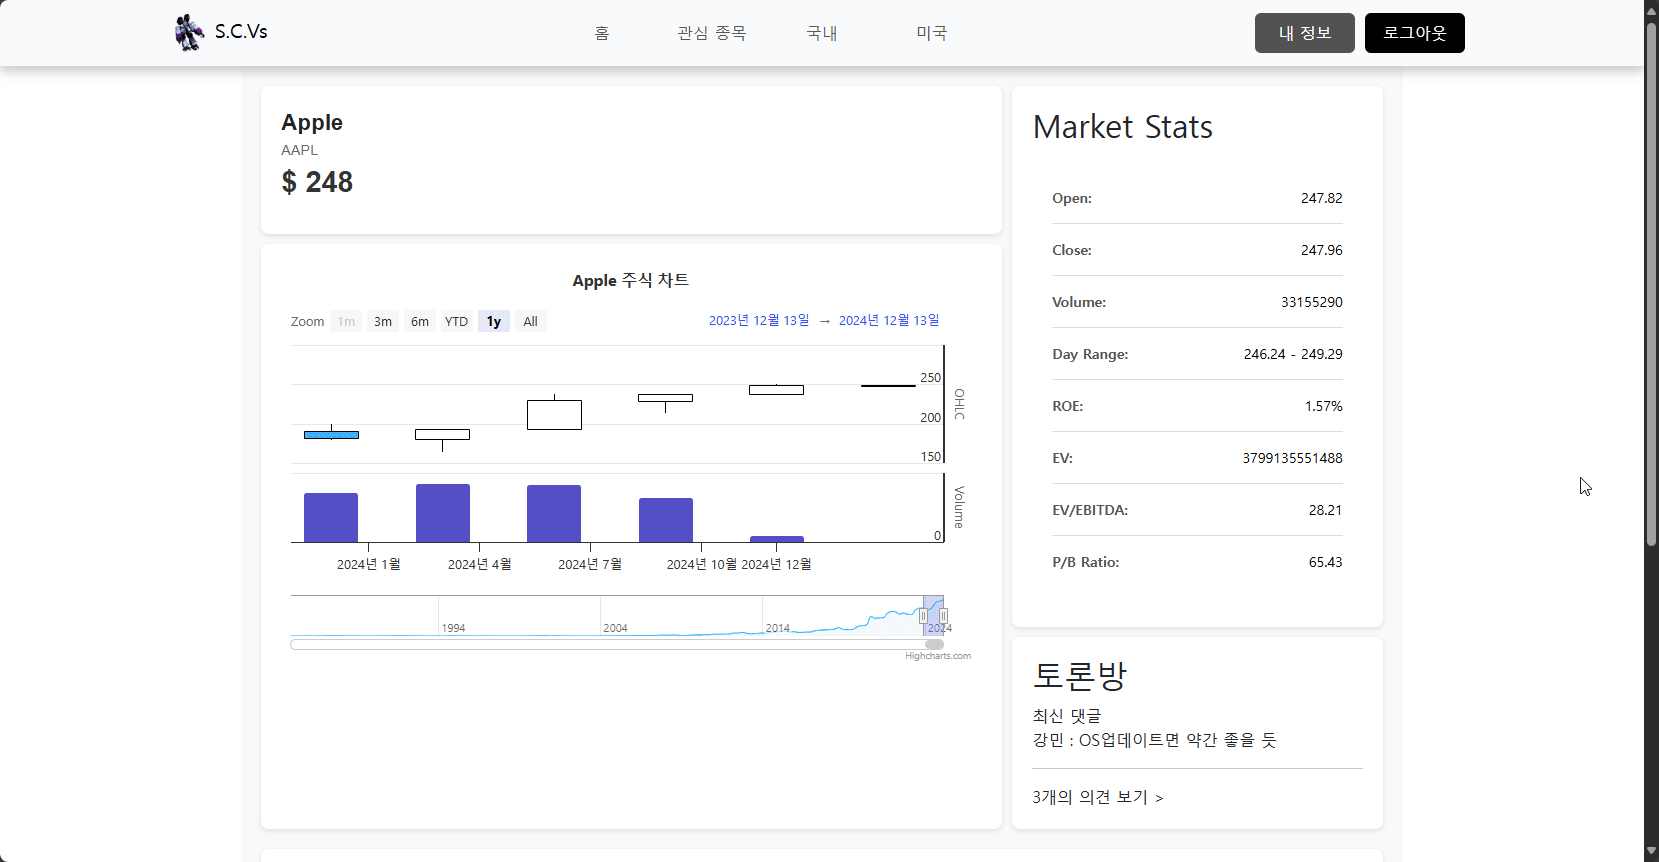 S.C.Vs
홈
관심 종목
국내
미국
내 정보
로그아웃
Apple
AAPL
$ 248
Apple 주식 차트
Zoom 1m 3m 6m YTD 1y All
2023년 12월 13일 → 2024년 12월 13일
250
200
150
OHLC
0
Volume
2024년 1월
2024년 4월
2024년 7월
2024년 10월
2024년 12월
1994
2004
2014
2024
Highcharts.com
Market Stats
Open: 247.82
Close: 247.96
Volume: 33155290
Day Range: 246.24 - 249.29
ROE: 1.57%
EV: 3799135551488
EV/EBITDA: 28.21
P/B Ratio: 65.43
토론방
최신 댓글
강민 : OS업데이트면 약간 좋을 듯
3개의 의견 보기 >